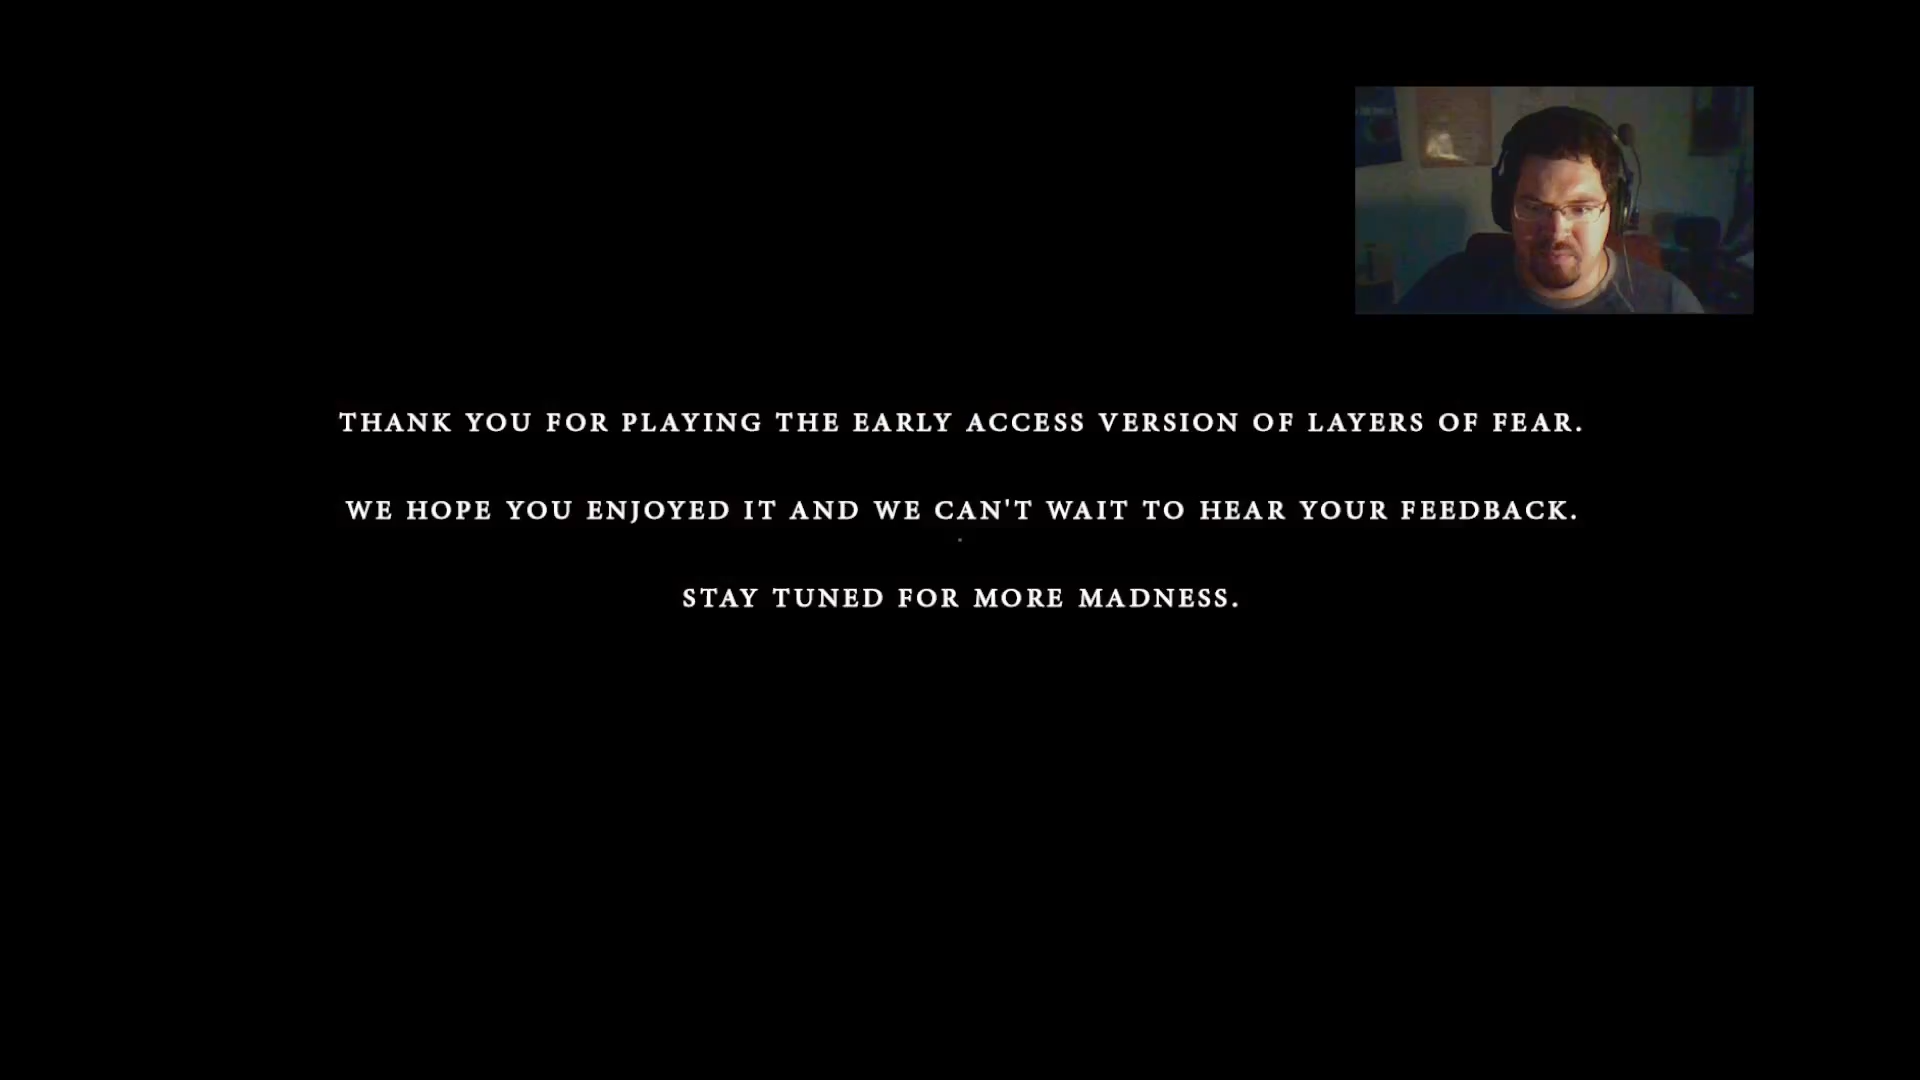 THANK YOU FOR PLAYING THE EARLY ACCESS VERSION OF LAYERS OF FEAR.
WE HOPE YOU ENJOYED IT AND WE CAN'T WAIT TO HEAR YOUR FEEDBACK.
STAY TUNED FOR MORE MADNESS.